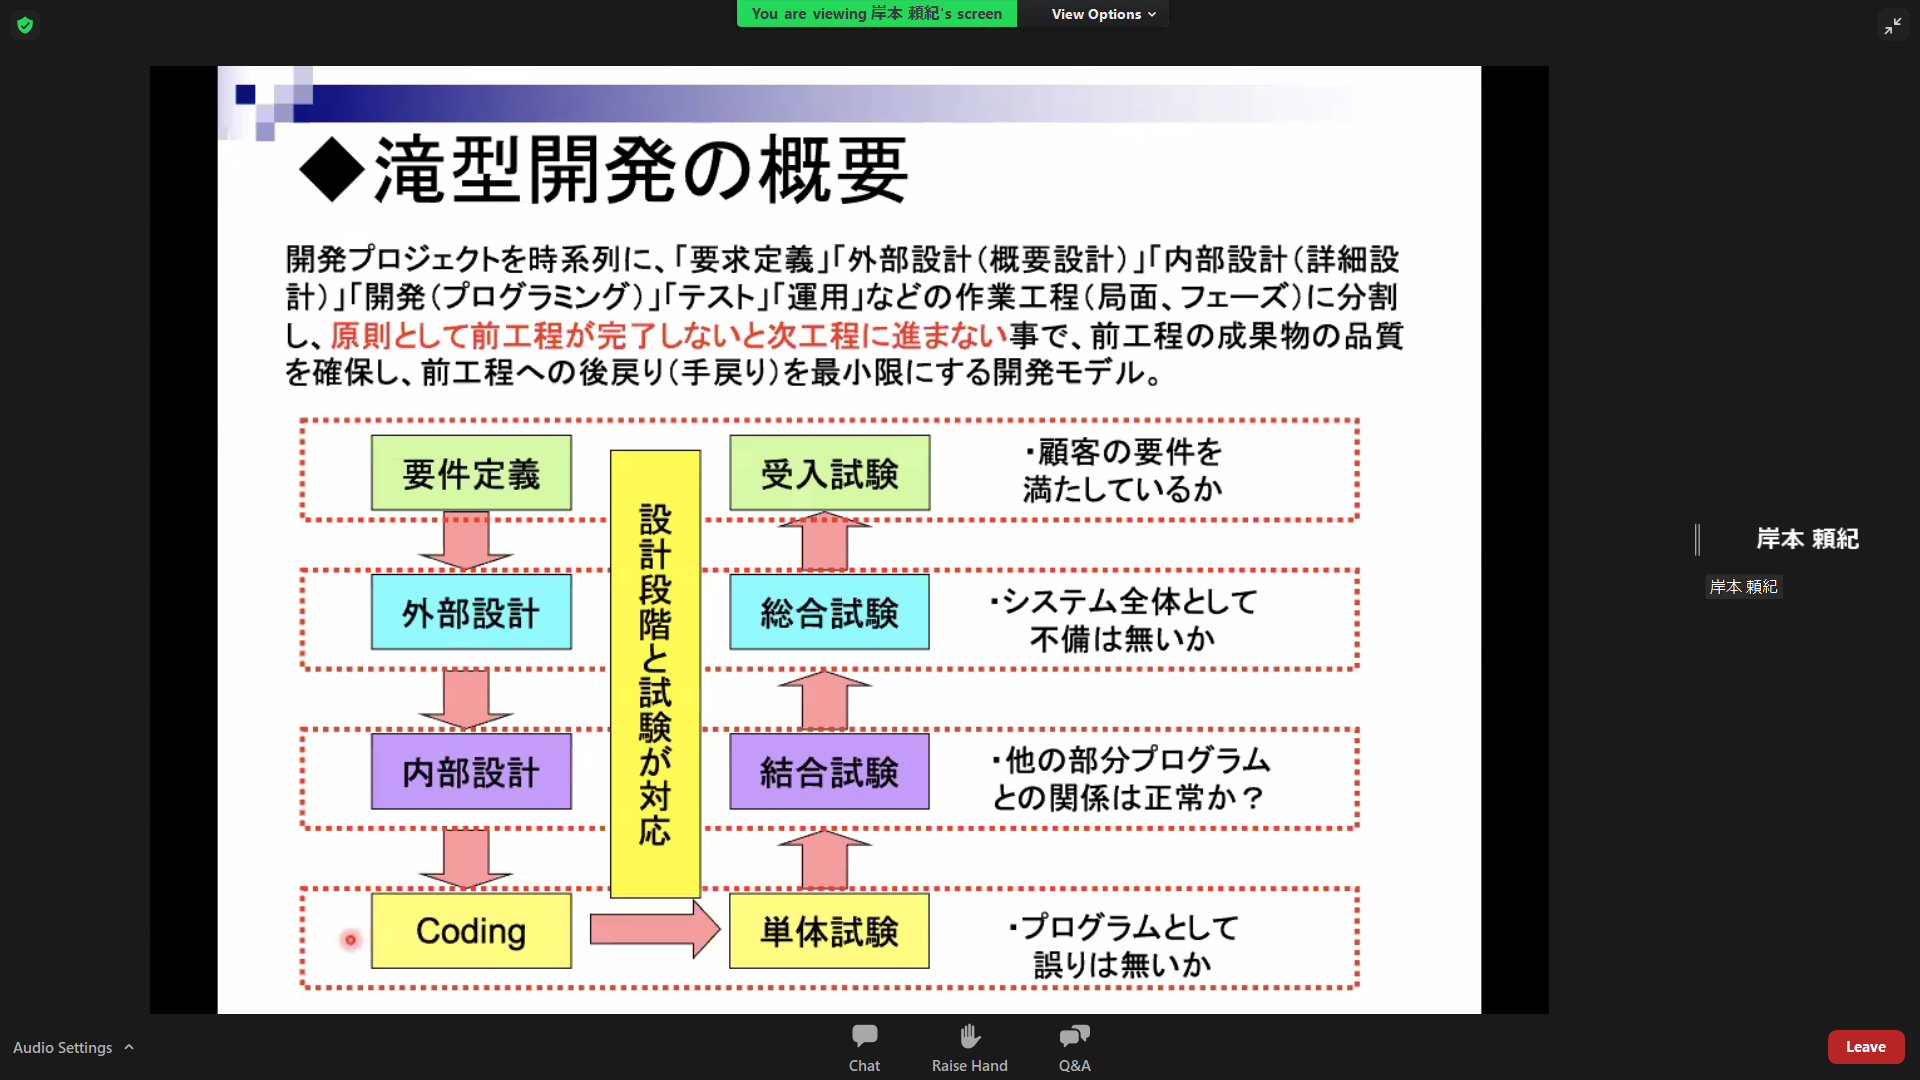 You are viewing 岸本 頼紀's screen
View Options
◆滝型開発の概要
開発プロジェクトを時系列に、「要求定義」「外部設計（概要設計）」「内部設計（詳細設
計）」「開発（プログラミング）」「テスト」「運用」などの作業工程（局面、フェーズ）に分割
し、原則として前工程が完了しないと次工程に進まない事で、前工程の成果物の品質
を確保し、前工程への後戻り（手戻り）を最小限にする開発モデル。
要件定義
受入試験
・顧客の要件を
満たしているか
設計段階と試験が対応
外部設計
総合試験
・システム全体として
不備は無いか
内部設計
結合試験
・他の部分プログラム
との関係は正常か？
Coding
単体試験
・プログラムとして
誤りは無いか
岸本 頼紀
岸本 頼紀
Audio Settings
Chat
Raise Hand
Q&A
Leave